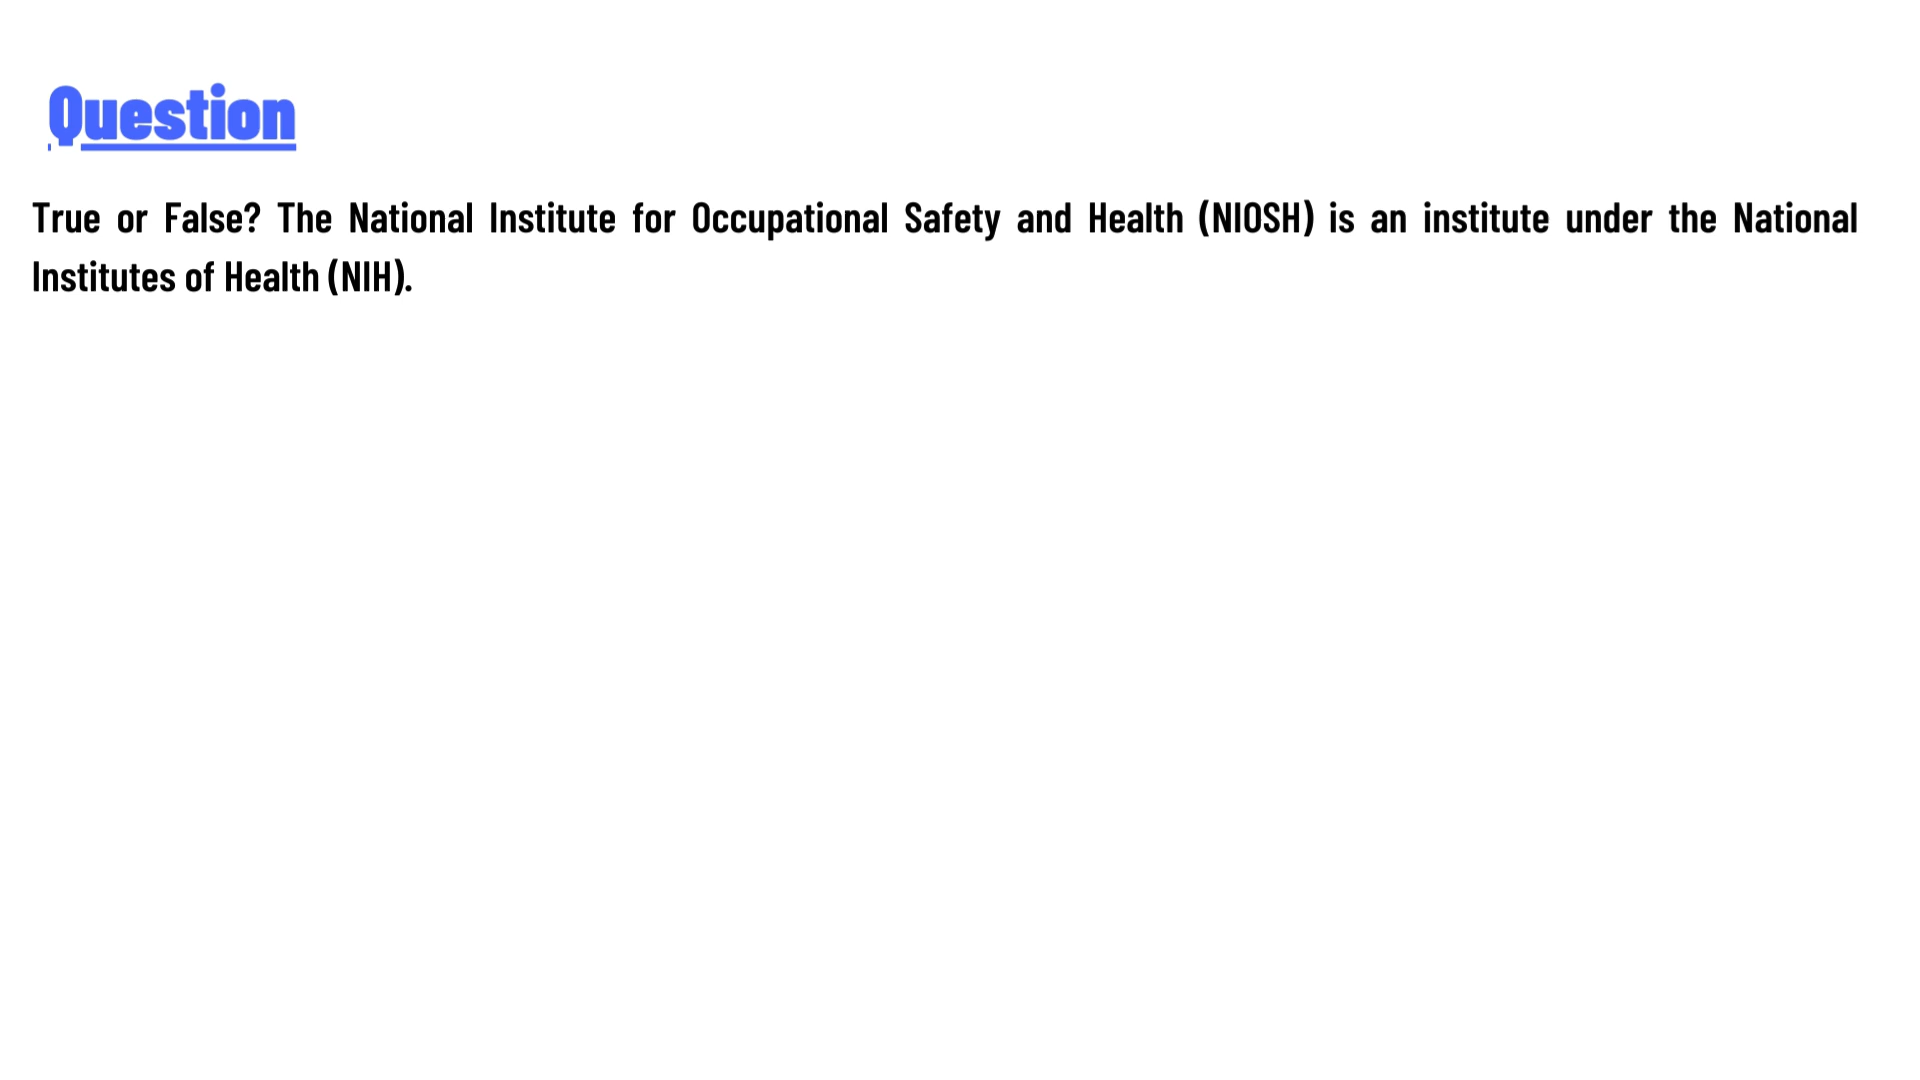 Question
True or False? The National Institute for Occupational Safety and Health (NIOSH) is an institute under the National
Institutes of Health (NIH).